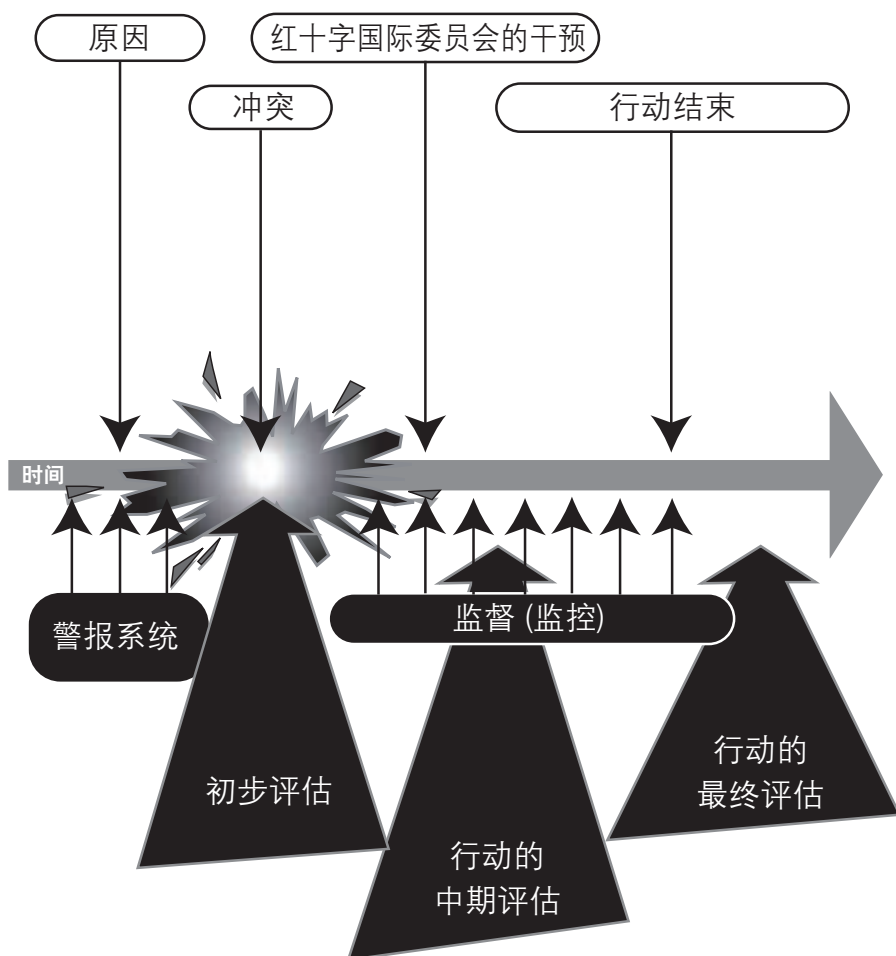 原因
红十字国际委员会的干预
冲突
行动结束
时间
警报系统
监督 (监控)
初步评估
行动的
最终评估
行动的
中期评估